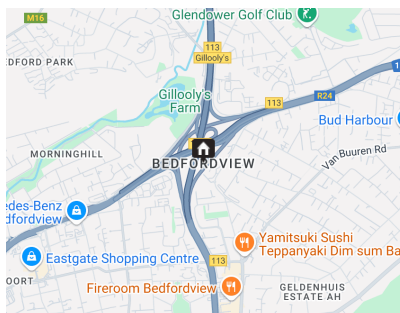 M16
Glendower Golf Club
113
Gillooly's
EDFORD PARK
R24
Gillooly's
Farm
113
Bud Harbour
MORNINGHILL
BEDFORDVIEW
Van Buuren Rd
edes-Benz
dfordview
Yamitsuki Sushi
Teppanyaki Dim sum Ba
Eastgate Shopping Centre
113
OORT
Fireroom Bedfordview
GELDENHUIS
ESTATE AH